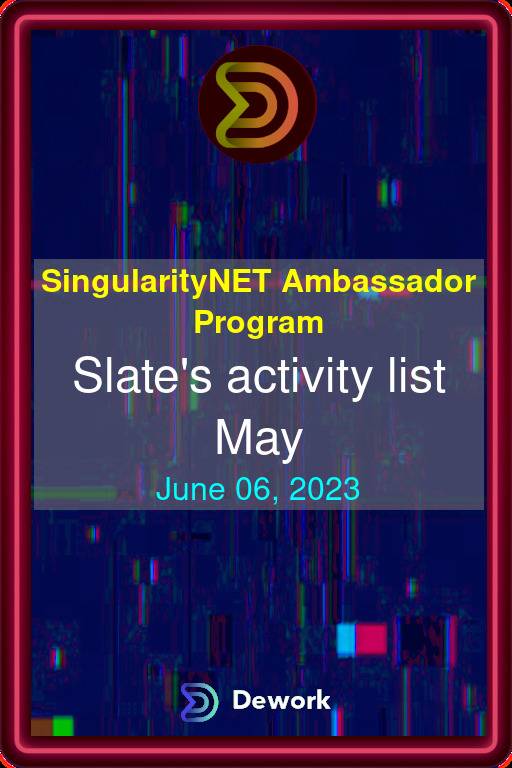 SingularityNET Ambassador
Program
Slate's activity list
May
June 06, 2023
Dework